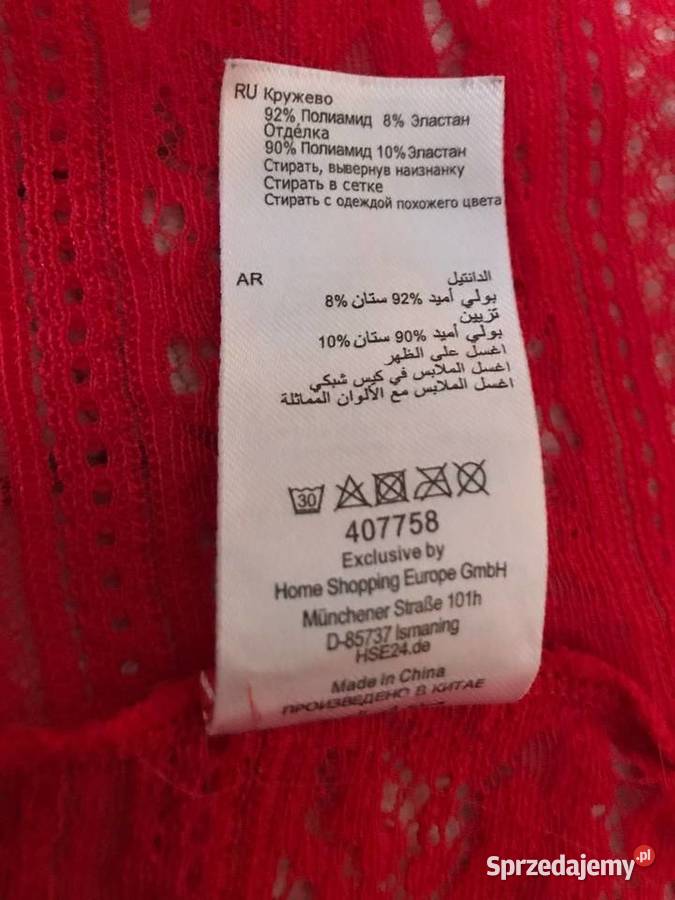 RU Кружево
92% Полиамид 8% Эластан
Отдéлка
90% Полиамид 10% Эластан
Стирать, вывернув наизнанку
Стирать в сетке
Стирать с одеждой похожего цвета
AR
الدانتيل
بولي أميد 92% ستان 8%
تزيين
بولي أميد 90% ستان 10%
اغسل على الظهر
اغسل الملابس في كيس شبكي
اغسل الملابس مع الألوان المماثلة
30
407758
Exclusive by
Home Shopping Europe GmbH
Münchener Straße 101h
D-85737 Ismaning
HSE24.de
Made in China
ПРОИЗВЕДЕНО В КИТАЕ
Sprzedajemy.pl